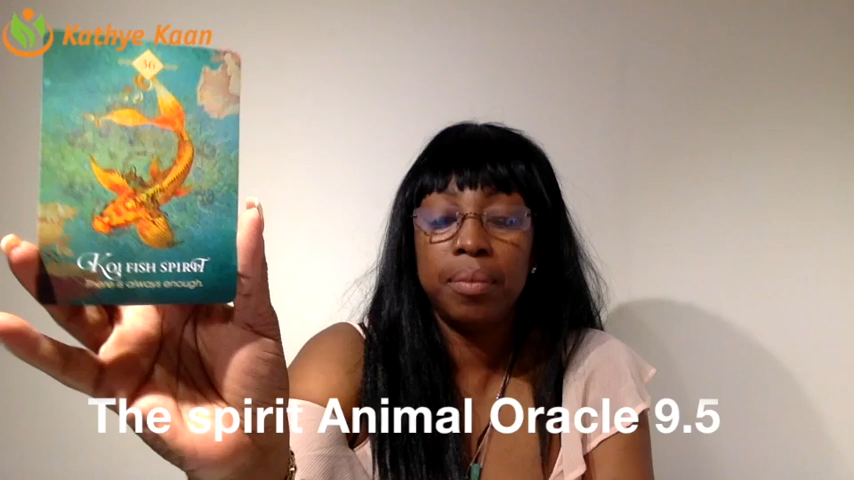 Kathye Kaan
36
Koi fish spirit
There is always enough.
The spirit Animal Oracle 9.5